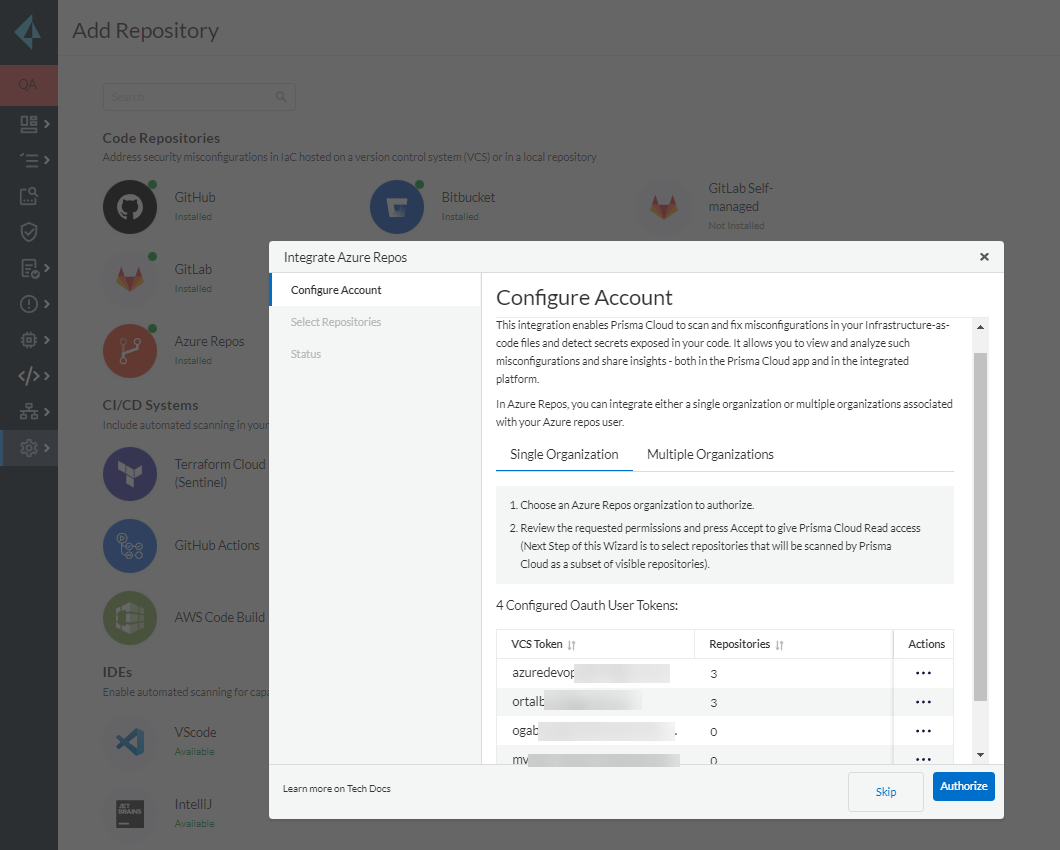 Add Repository
QA
Search
Code Repositories
Address security misconfigurations in IaC hosted on a version control system (VCS) or in a local repository
GitHub
Installed
Bitbucket
Installed
GitLab Self-
managed
Not Installed
GitLab
Installed
Azure Repos
Installed
CI/CD Systems
Include automated scanning in your
Terraform Cloud
(Sentinel)
GitHub Actions
AWS Code Build
IDEs
Enable automated scanning for capa
VScode
Available
JET
BRAINS
IntelliJ
Available
Integrate Azure Repos
Configure Account
Select Repositories
Status
Configure Account
This integration enables Prisma Cloud to scan and fix misconfigurations in your Infrastructure-as-
code files and detect secrets exposed in your code. It allows you to view and analyze such
misconfigurations and share insights - both in the Prisma Cloud app and in the integrated
platform.
In Azure Repos, you can integrate either a single organization or multiple organizations associated
with your Azure repos user.
Single Organization Multiple Organizations
1. Choose an Azure Repos organization to authorize.
2. Review the requested permissions and press Accept to give Prisma Cloud Read access
(Next Step of this Wizard is to select repositories that will be scanned by Prisma
Cloud as a subset of visible repositories).
4 Configured Oauth User Tokens:
VCS Token Repositories Actions
azuredevop 3
ortalb 3
ogab 0
my 0
Learn more on Tech Docs
Skip
Authorize